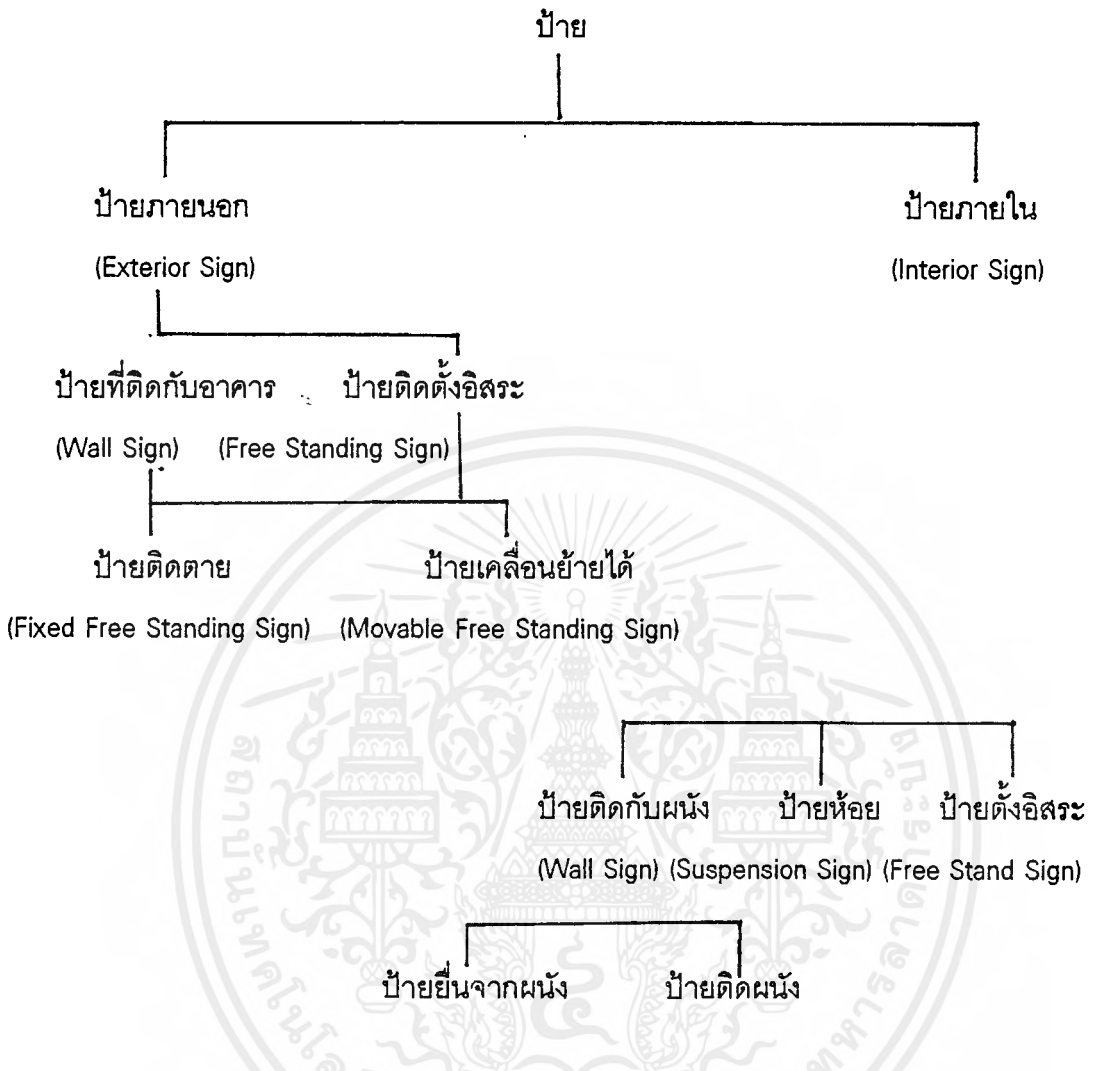 ป้าย
ป้ายภายนอก ป้ายภายใน
(Exterior Sign) (Interior Sign)
ป้ายที่ติดกับอาคาร ป้ายติดตั้งอิสระ
(Wall Sign) (Free Standing Sign)
ป้ายติดตาย ป้ายเคลื่อนย้ายได้
(Fixed Free Standing Sign) (Movable Free Standing Sign)
ป้ายติดกับผนัง ป้ายห้อย ป้ายตั้งอิสระ
(Wall Sign) (Suspension Sign) (Free Stand Sign)
ป้ายยื่นจากผนัง ป้ายติดผนัง